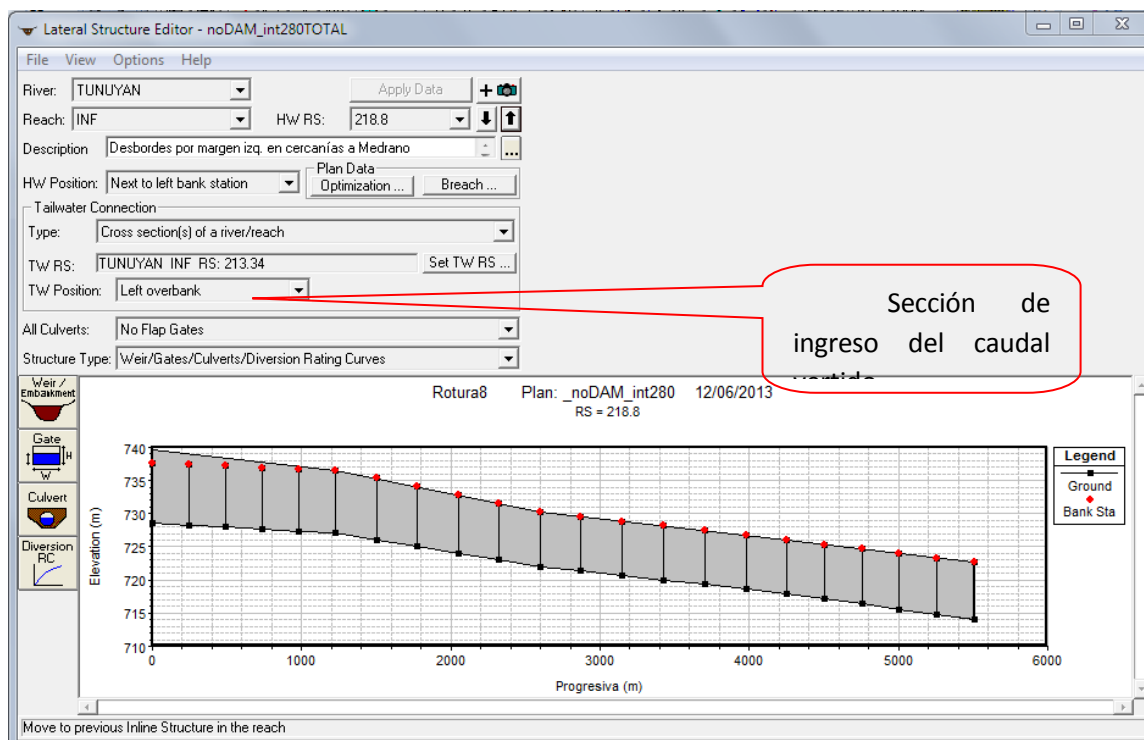 Lateral Structure Editor - noDAM_int280TOTAL
File View Options Help
River: TUNUYAN Apply Data +
Reach: INF HW RS: 218.8
Description Desbordes por margen izq. en cercanías a Medrano ...
HW Position: Next to left bank station Plan Data Optimization ... Breach ...
Tailwater Connection
Type: Cross section(s) of a river/reach
TW RS: TUNUYAN INF RS: 213.34 Set TW RS ...
TW Position: Left overbank
All Culverts: No Flap Gates
Structure Type: Weir/Gates/Culverts/Diversion Rating Curves
Sección de
ingreso del caudal
Weir /
Embankment
Gate
H
W
Culvert
Diversion
RC
Rotura8 Plan: _noDAM_int280 12/06/2013
RS = 218.8
Elevation (m)
740
735
730
725
720
715
710
0 1000 2000 3000 4000 5000 6000
Progresiva (m)
Legend
Ground
Bank Sta
Move to previous Inline Structure in the reach